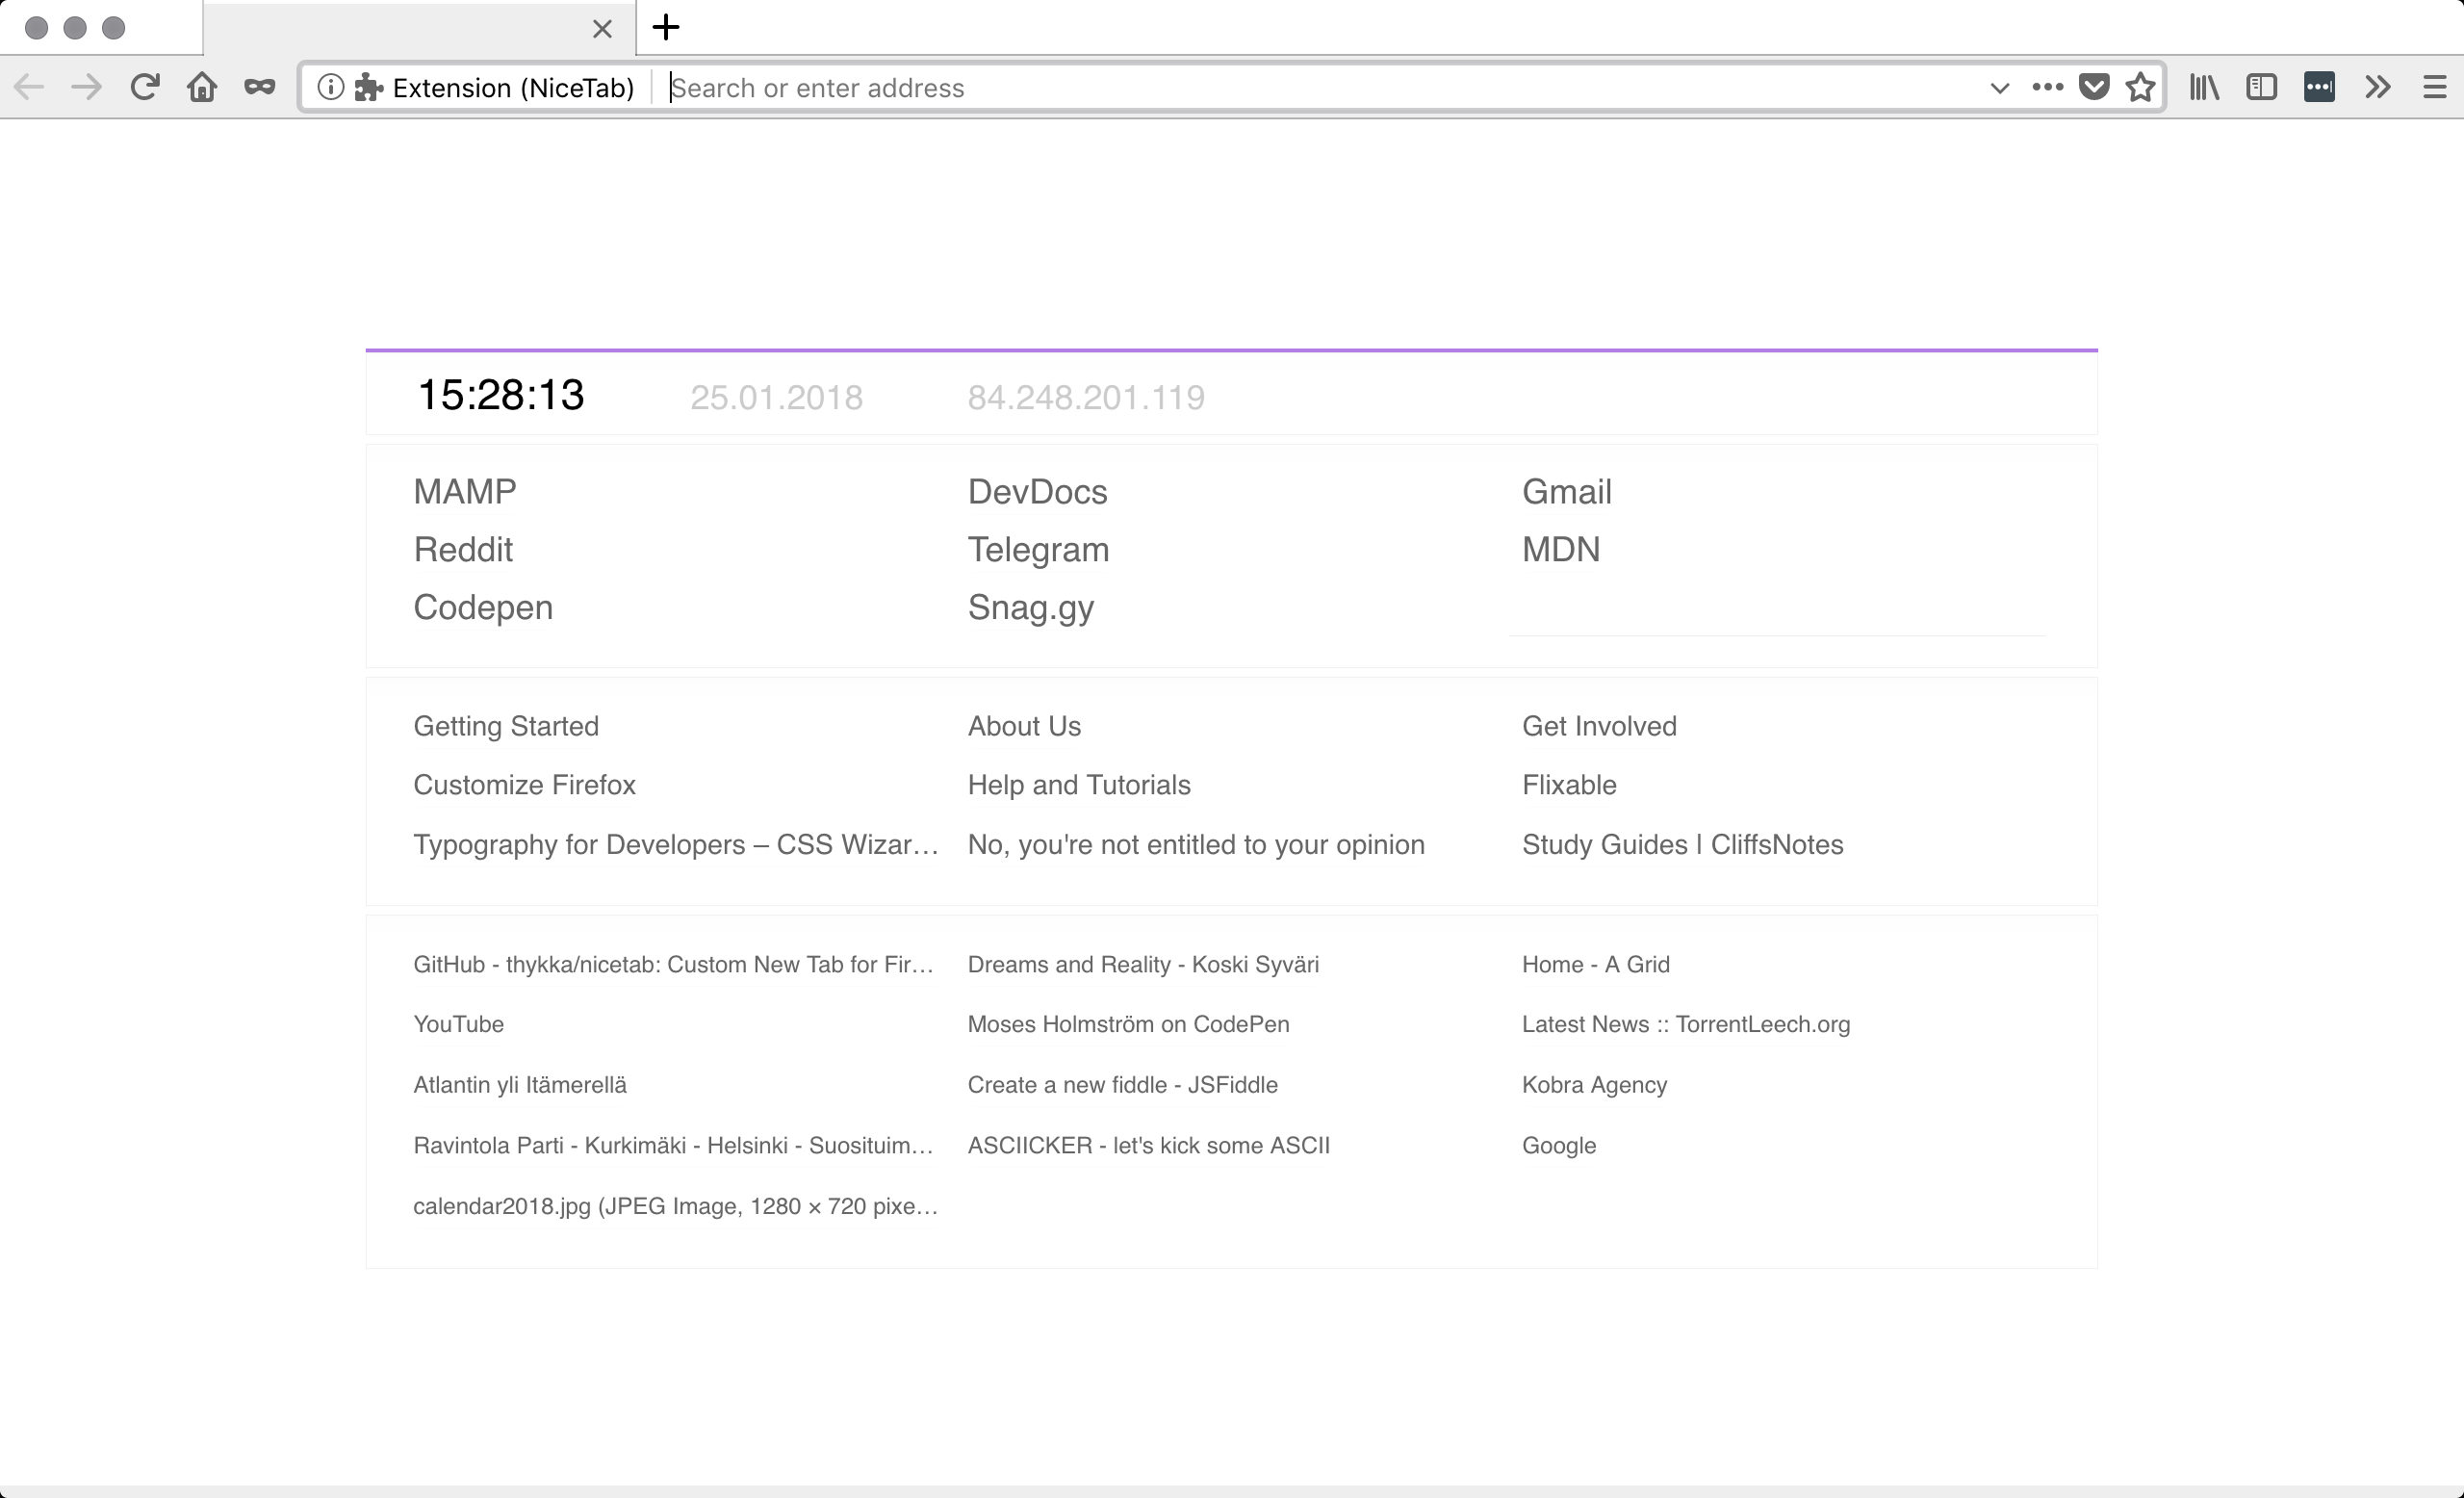 Extension (NiceTab) Search or enter address
15:28:13 25.01.2018 84.248.201.119
MAMP DevDocs Gmail
Reddit Telegram MDN
Codepen Snag.gy
Getting Started About Us Get Involved
Customize Firefox Help and Tutorials Flixable
Typography for Developers – CSS Wizar… No, you're not entitled to your opinion Study Guides | CliffsNotes
GitHub - thykka/nicetab: Custom New Tab for Fir… Dreams and Reality - Koski Syväri Home - A Grid
YouTube Moses Holmström on CodePen Latest News :: TorrentLeech.org
Atlantin yli Itämerellä Create a new fiddle - JSFiddle Kobra Agency
Ravintola Parti - Kurkimäki - Helsinki - Suosituim… ASCIICKER - let's kick some ASCII Google
calendar2018.jpg (JPEG Image, 1280 × 720 pixe…